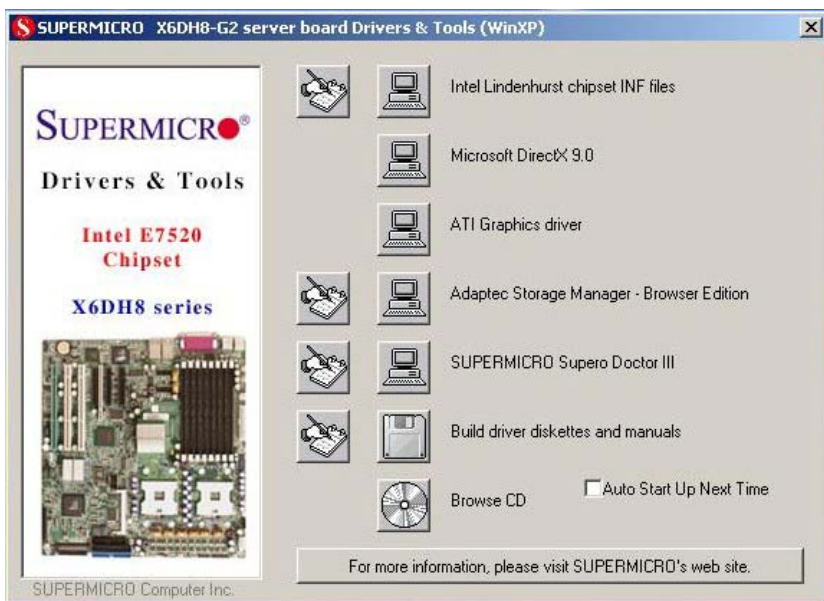 SUPERMICRO X6DH8-G2 server board Drivers & Tools (WinXP)
SUPERMICRO®
Drivers & Tools
Intel E7520
Chipset
X6DH8 series
SUPERMICRO Computer Inc.
Intel Lindenhurst chipset INF files
Microsoft DirectX 9.0
ATI Graphics driver
Adaptec Storage Manager - Browser Edition
SUPERMICRO Supero Doctor III
Build driver diskettes and manuals
Browse CD
Auto Start Up Next Time
For more information, please visit SUPERMICRO's web site.